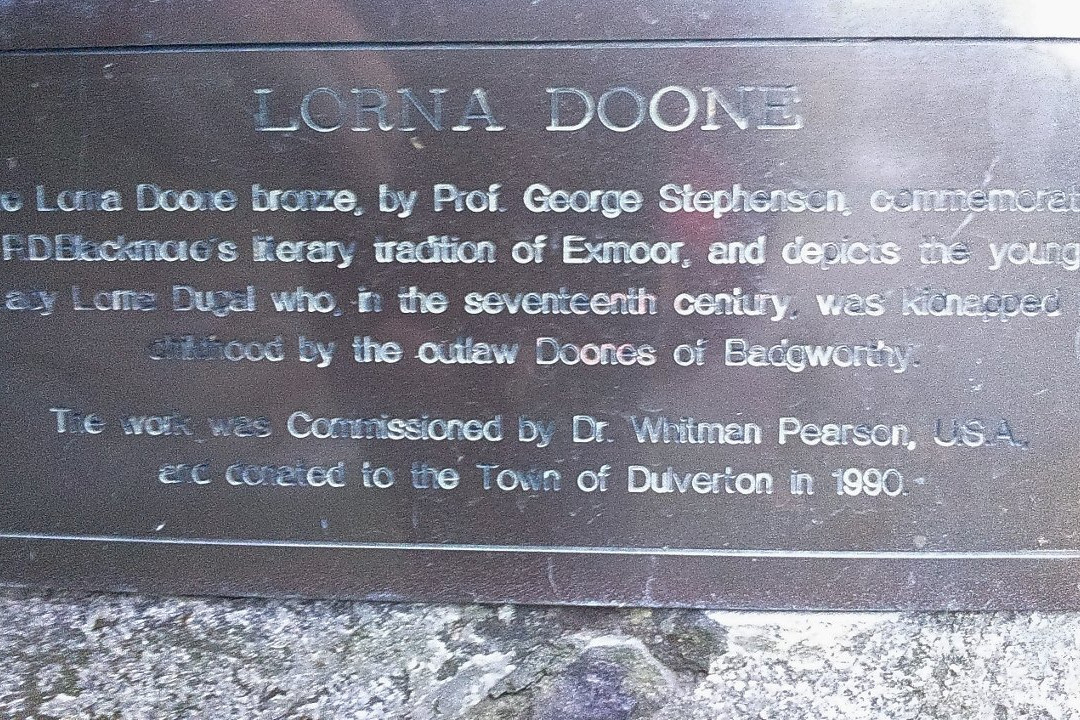 LORNA DOONE
e Lorna Doone bronze, by Prof. George Stephenson, commemorat
R.D.Blackmore's literary tradition of Exmoor, and depicts the young
ady Lorna Dugal who, in the seventeenth century, was kidnapped
childhood by the outlaw Doones of Badgworthy.
The work was Commissioned by Dr. Whitman Pearson, U.S.A.
and donated to the Town of Dulverton in 1990.